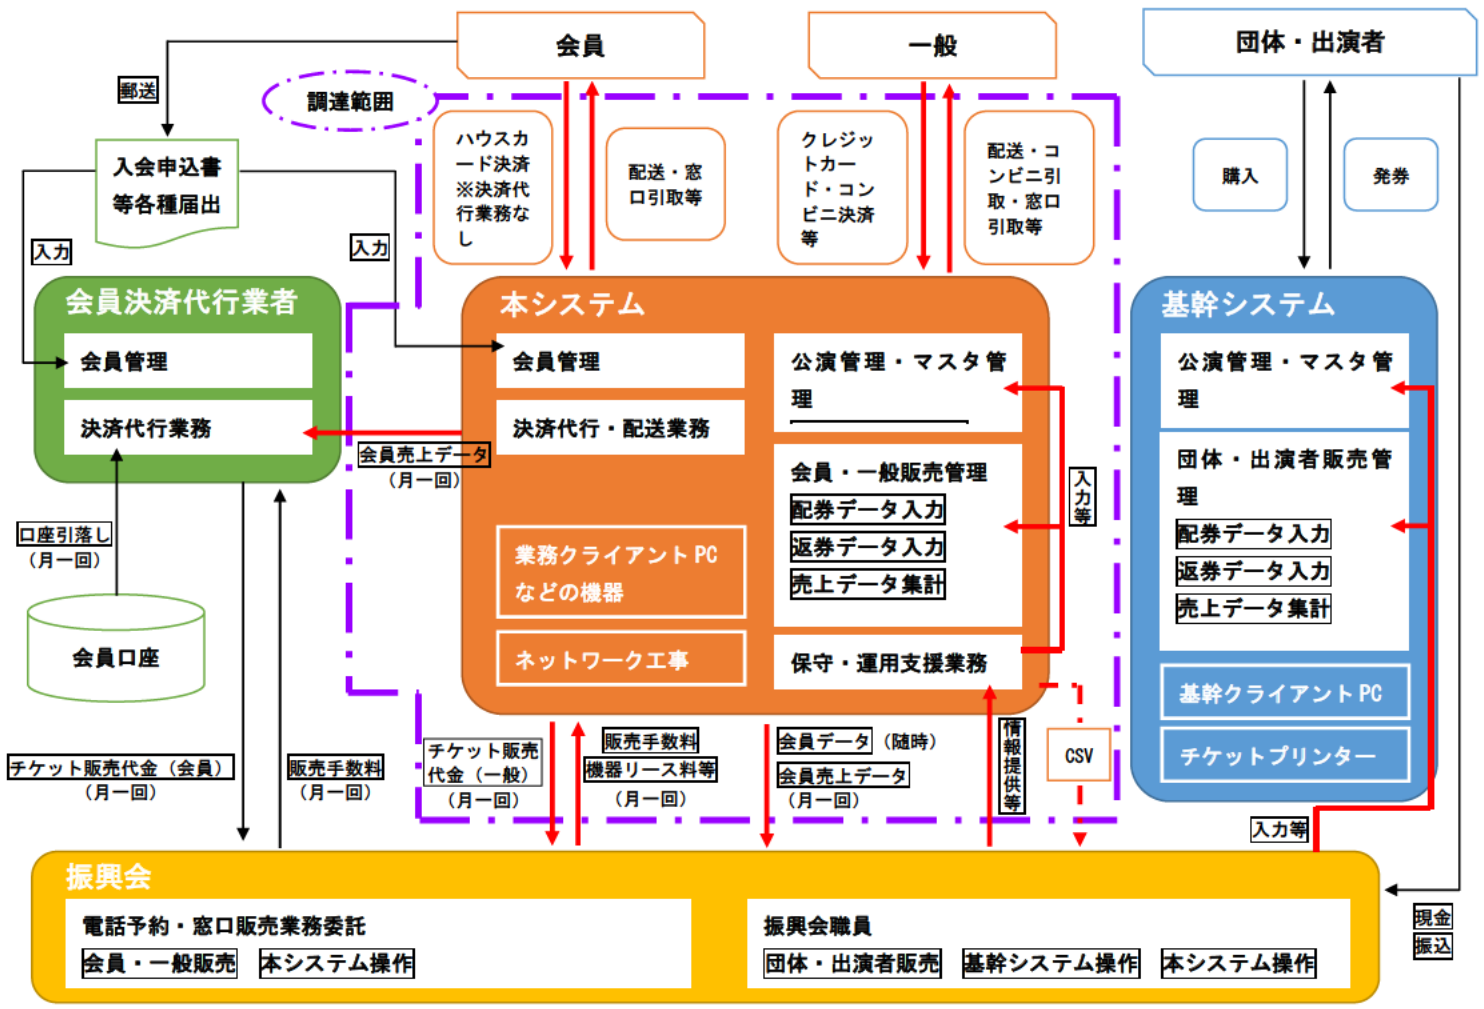 会員
一般
団体・出演者
郵送
調達範囲
入会申込書
等各種届出
ハウスカ
ード決済
※決済代
行業務な
し
配送・窓
口引取等
クレジッ
トカー
ド・コン
ビニ決済
等
配送・コ
ンビニ引
取・窓口
引取等
購入
発券
入力
入力
会員決済代行業者
会員管理
決済代行業務
本システム
会員管理
決済代行・配送業務
業務クライアントPC
などの機器
ネットワーク工事
公演管理・マスタ管
理
会員・一般販売管理
配券データ入力
返券データ入力
売上データ集計
保守・運用支援業務
入力等
基幹システム
公演管理・マスタ管
理
団体・出演者販売管
理
配券データ入力
返券データ入力
売上データ集計
基幹クライアントPC
チケットプリンター
会員売上データ
（月一回）
口座引落し
（月一回）
会員口座
チケット販売代金（会員）
（月一回）
販売手数料
（月一回）
チケット販売
代金（一般）
（月一回）
販売手数料
機器リース料等
（月一回）
会員データ（随時）
会員売上データ
（月一回）
情報提供等
CSV
入力等
現金
振込
振興会
電話予約・窓口販売業務委託
会員・一般販売 本システム操作
振興会職員
団体・出演者販売 基幹システム操作 本システム操作